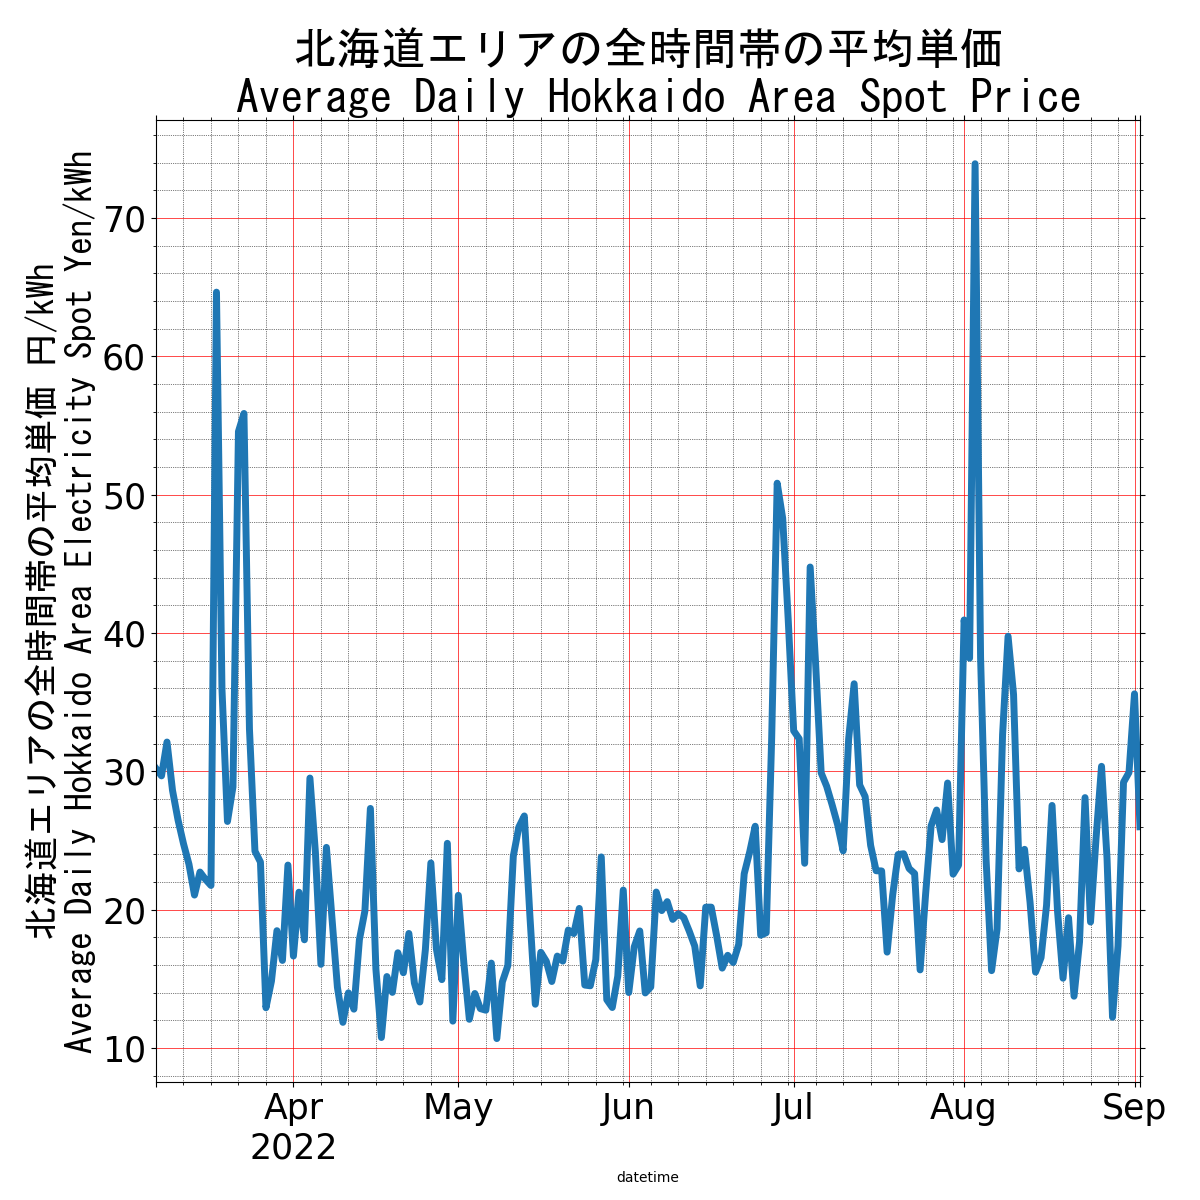 北海道エリアの全時間帯の平均単価
Average Daily Hokkaido Area Spot Price
北海道エリアの全時間帯の平均単価 円/kWh
Average Daily Hokkaido Area Electricity Spot Yen/kWh
70
60
50
40
30
20
10
Apr May Jun Jul Aug Sep
2022
datetime